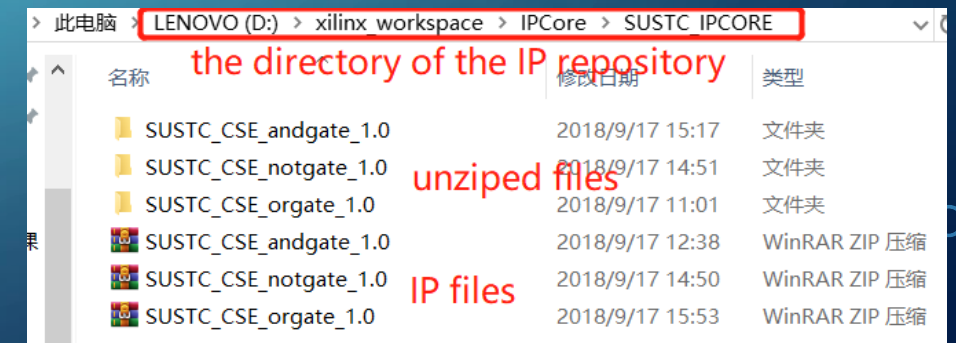 此电脑 > LENOVO (D:) > xilinx_workspace > IPCore > SUSTC_IPCORE
the directory of the IP repository
名称 修改日期 类型
SUSTC_CSE_andgate_1.0 2018/9/17 15:17 文件夹
SUSTC_CSE_notgate_1.0 2018/9/17 14:51 文件夹
unziped files
SUSTC_CSE_orgate_1.0 2018/9/17 11:01 文件夹
SUSTC_CSE_andgate_1.0 2018/9/17 12:38 WinRAR ZIP 压缩
SUSTC_CSE_notgate_1.0 2018/9/17 14:50 WinRAR ZIP 压缩
IP files
SUSTC_CSE_orgate_1.0 2018/9/17 15:53 WinRAR ZIP 压缩